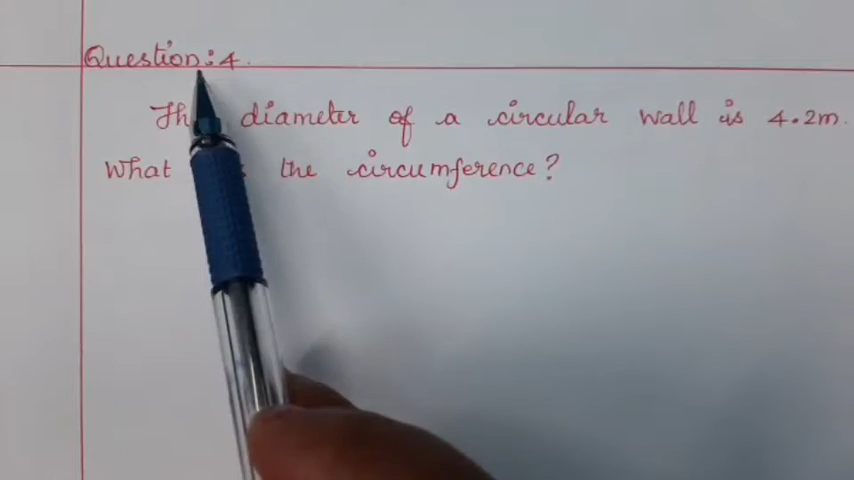 Question: 4.
Th diameter of a circular wall is 4.2m.
What s the circumference?